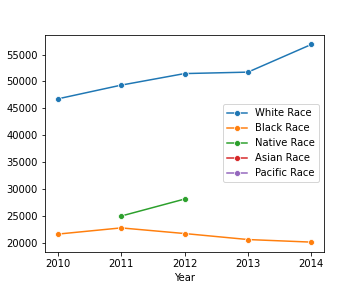 55000
50000
45000
40000
35000
30000
25000
20000
White Race
Black Race
Native Race
Asian Race
Pacific Race
2010 2011 2012 2013 2014
Year